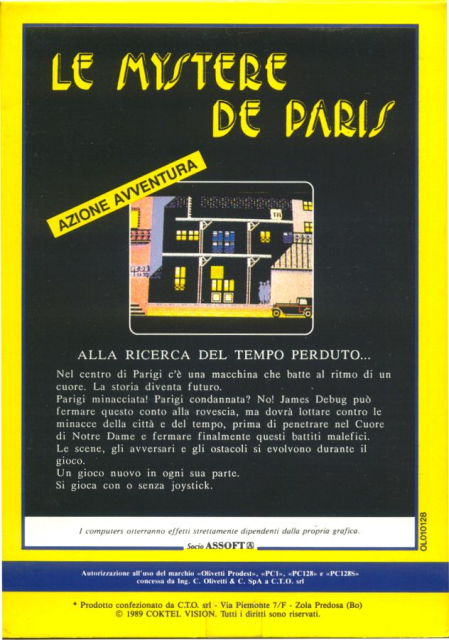 LE MYSTERE
DE PARIS
AZIONE AVVENTURA
ALLA RICERCA DEL TEMPO PERDUTO...
Nel centro di Parigi c'è una macchina che batte al ritmo di un
cuore. La storia diventa futuro.
Parigi minacciata! Parigi condannata? No! James Debug può
fermare questo conto alla rovescia, ma dovrà lottare contro le
minacce della città e del tempo, prima di penetrare nel Cuore
di Notre Dame e fermare finalmente questi battiti malefici.
Le scene, gli avversari e gli ostacoli si evolvono durante il
gioco.
Un gioco nuovo in ogni sua parte.
Si gioca con o senza joystick.
I computers otterranno effetti strettamente dipendenti dalla propria grafica.
Socio ASSOFT
OL010128
Autorizzazione all'uso del marchio «Olivetti Prodest», «PC1», «PC128» e «PC128S»
concessa da Ing. C. Olivetti & C. SpA a C.T.O. srl
* Prodotto confezionato da C.T.O. srl - Via Piemonte 7/F - Zola Predosa (Bo)
© 1989 COKTEL VISION. Tutti i diritti sono riservati.